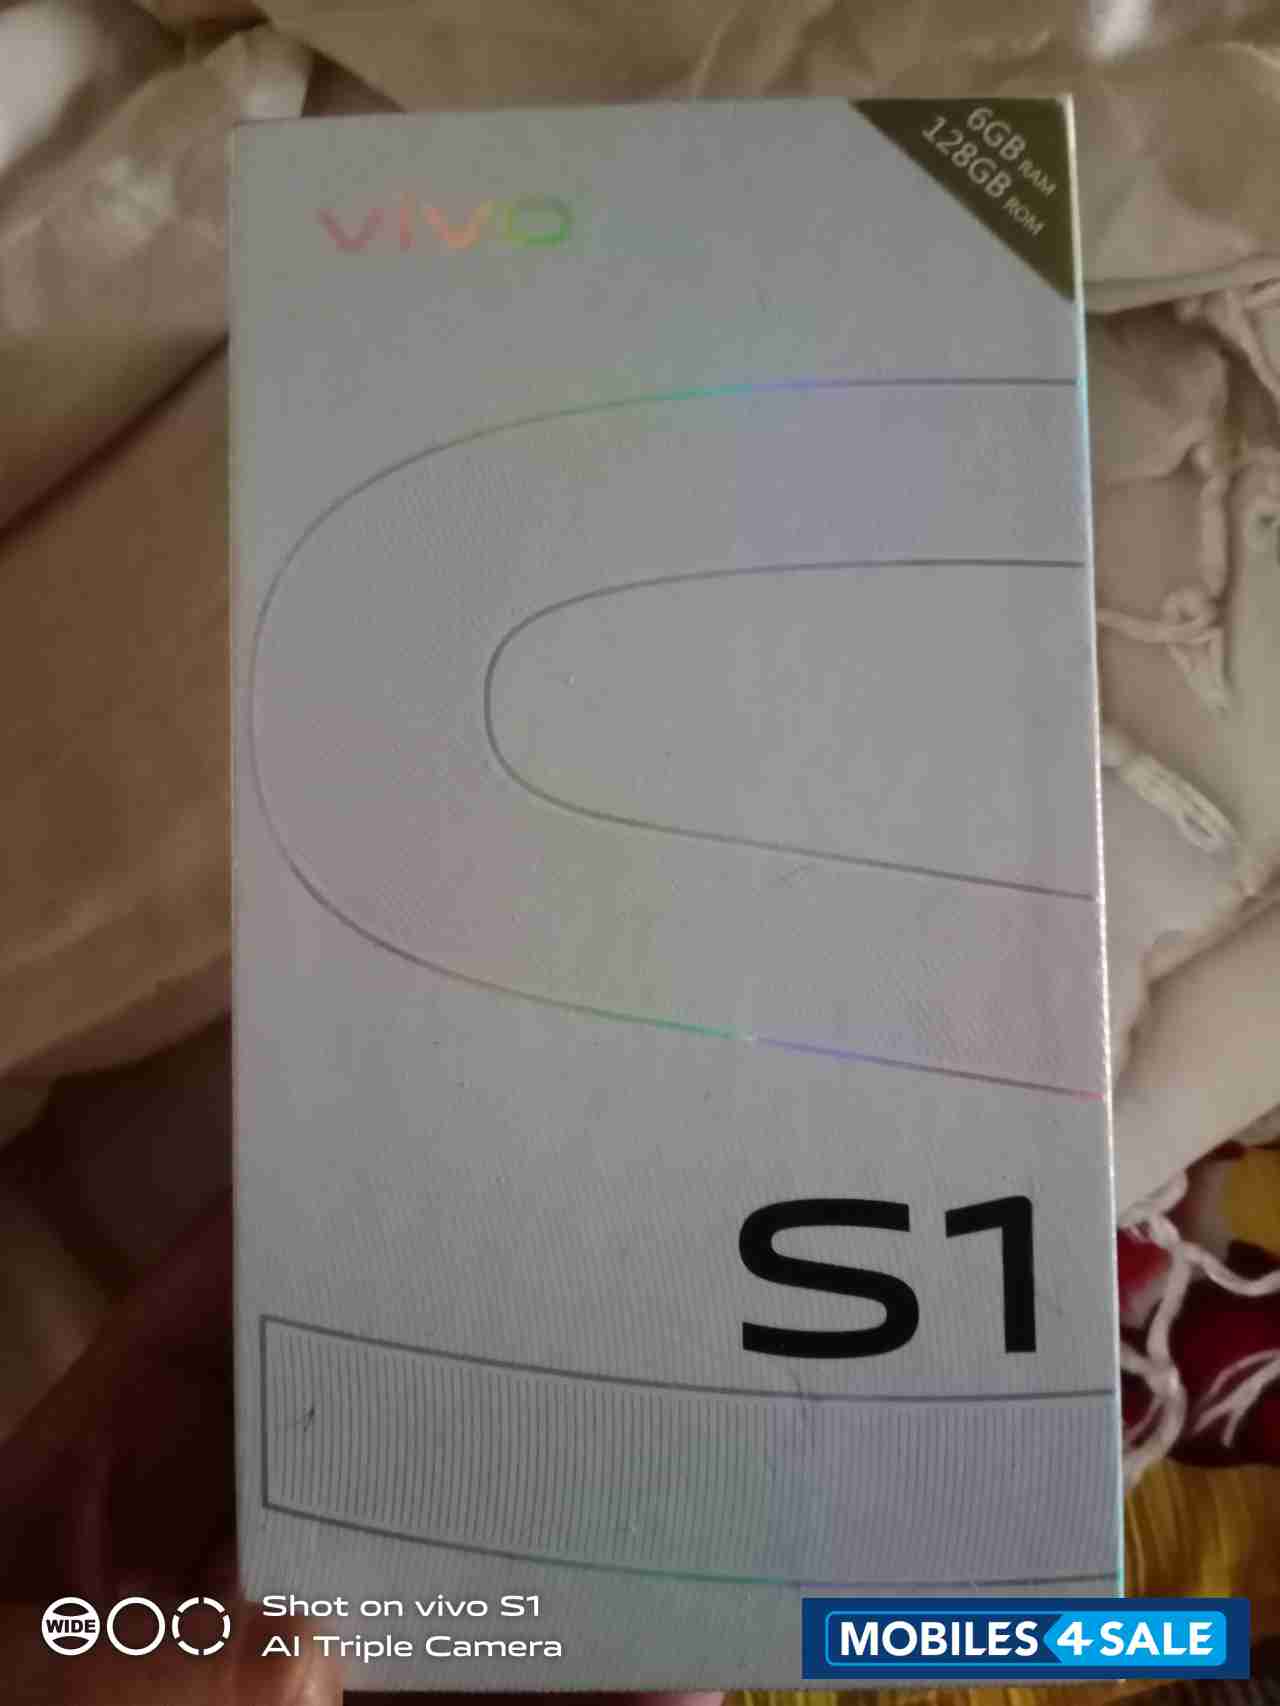 vivo
6GB RAM
128GB ROM
S1
WIDE
Shot on vivo S1
AI Triple Camera
MOBILES 4 SALE